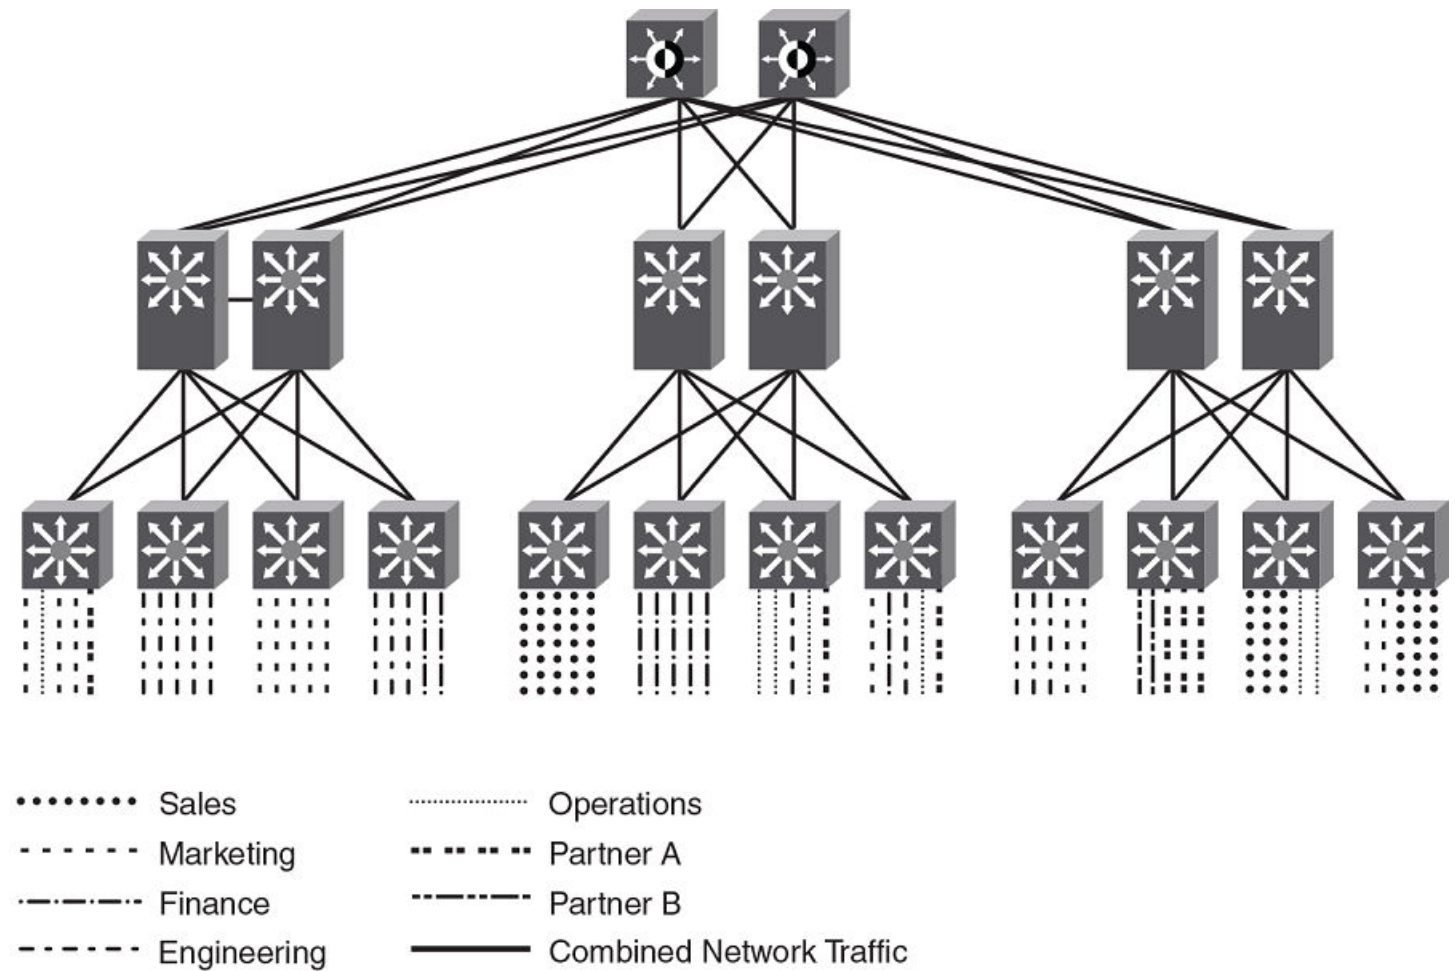 Sales
Marketing
Finance
Engineering
Operations
Partner A
Partner B
Combined Network Traffic